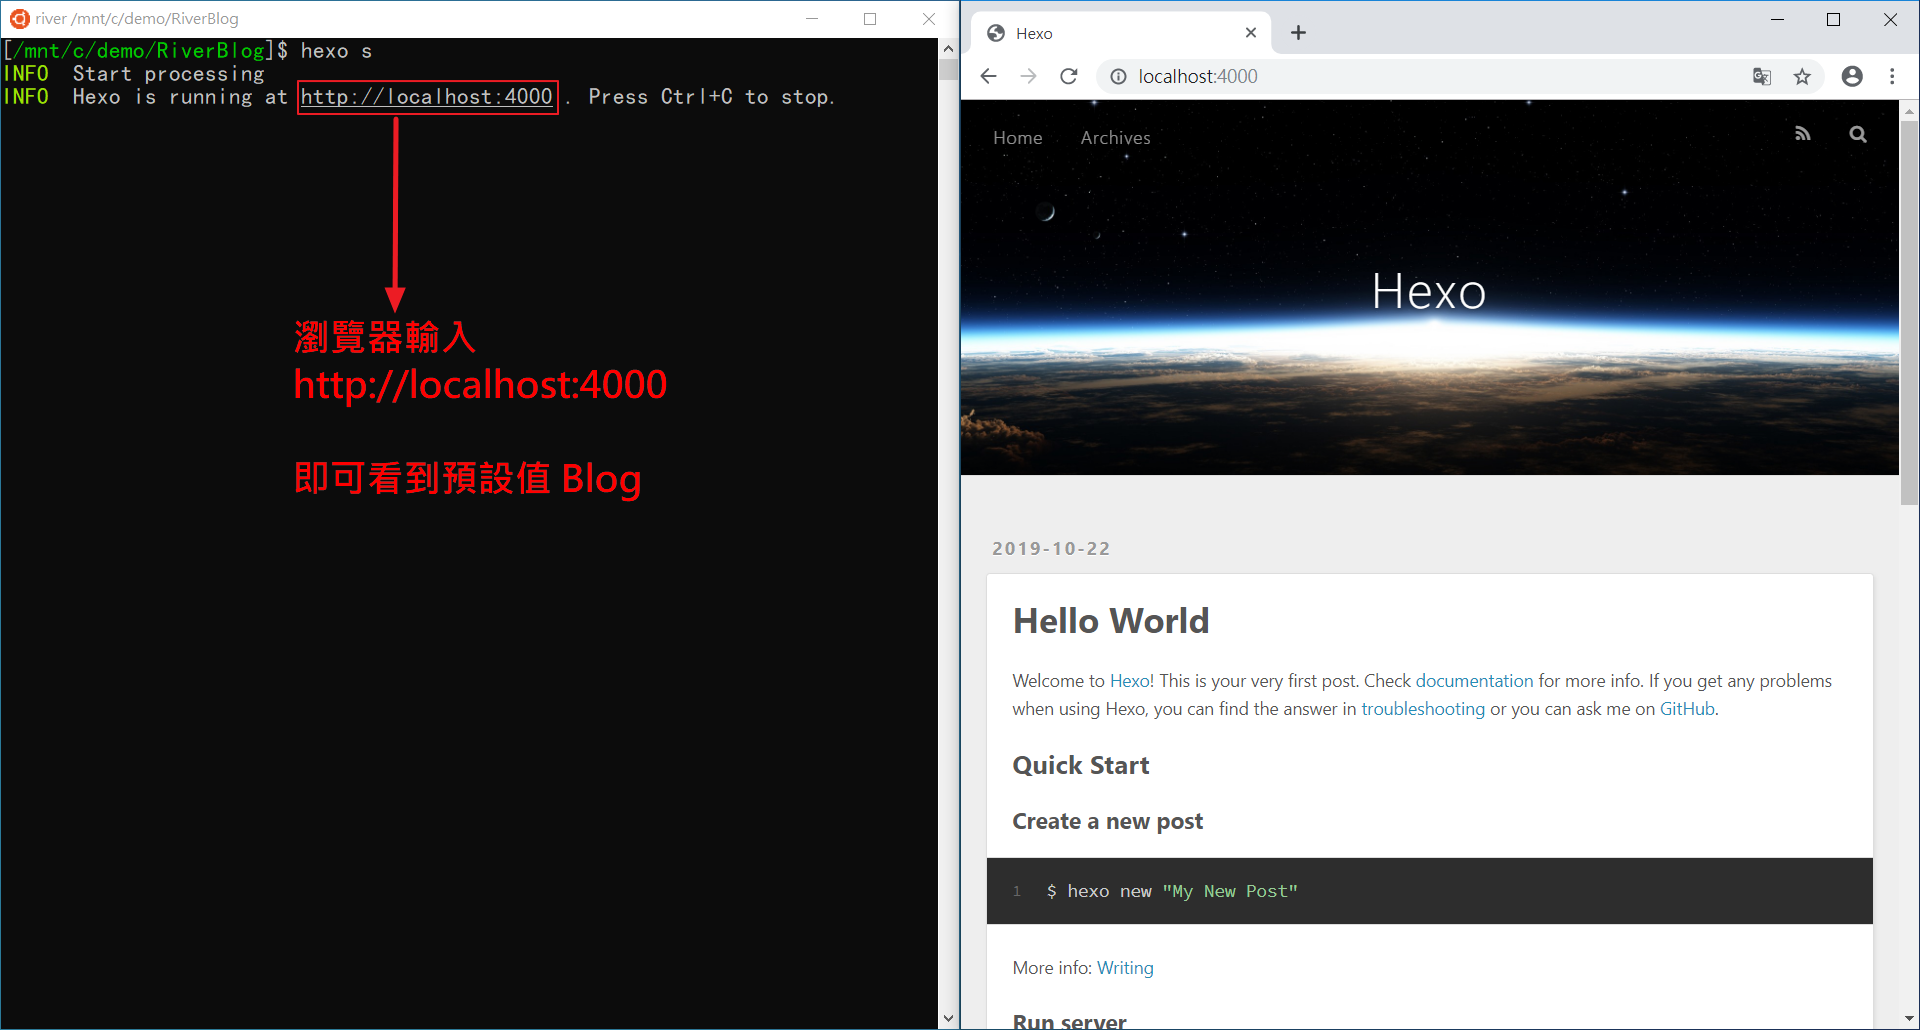 river /mnt/c/demo/RiverBlog
[/mnt/c/demo/RiverBlog]$ hexo s
INFO  Start processing
INFO  Hexo is running at http://localhost:4000 . Press Ctrl+C to stop.
瀏覽器輸入
http://localhost:4000
即可看到預設值 Blog
Hexo
localhost:4000
Home Archives
Hexo
2019-10-22
Hello World
Welcome to Hexo! This is your very first post. Check documentation for more info. If you get any problems
when using Hexo, you can find the answer in troubleshooting or you can ask me on GitHub.
Quick Start
Create a new post
1 $ hexo new "My New Post"
More info: Writing
Run server